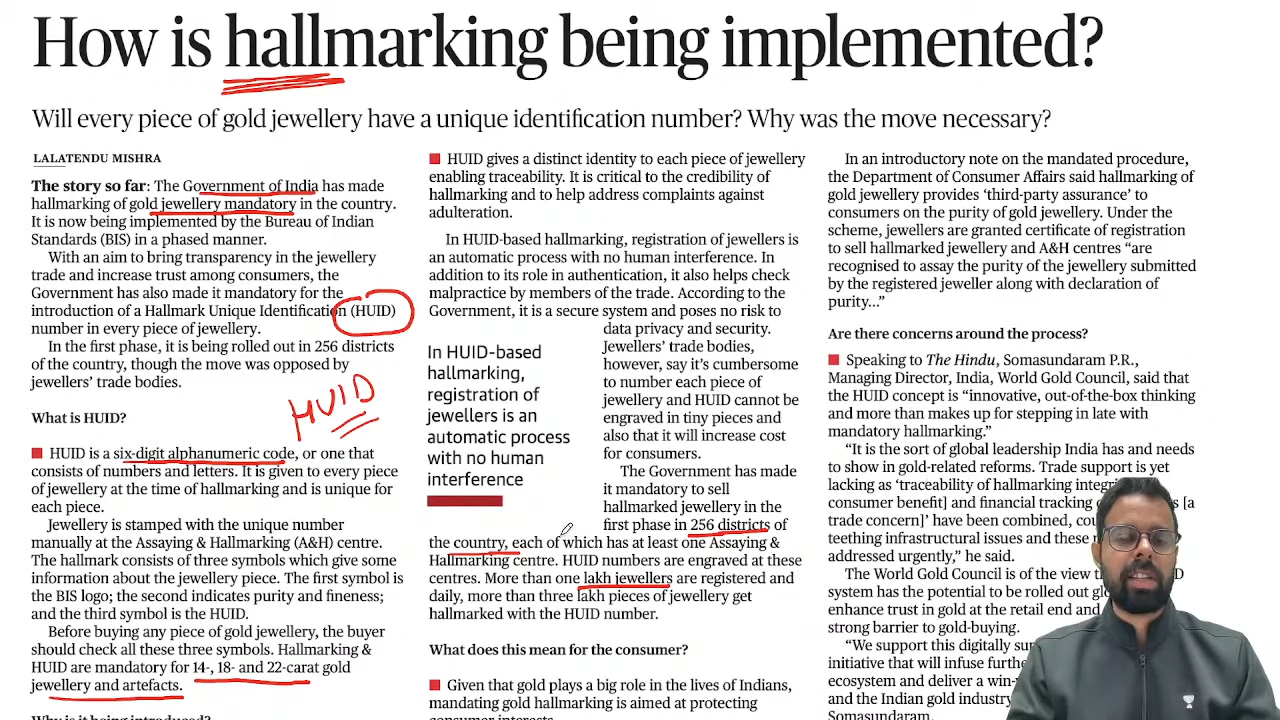 How is hallmarking being implemented?
Will every piece of gold jewellery have a unique identification number? Why was the move necessary?
LALATENDU MISHRA
The story so far: The Government of India has made
hallmarking of gold jewellery mandatory in the country.
It is now being implemented by the Bureau of Indian
Standards (BIS) in a phased manner.
With an aim to bring transparency in the jewellery
trade and increase trust among consumers, the
Government has also made it mandatory for the
introduction of a Hallmark Unique Identification (HUID)
number in every piece of jewellery.
In the first phase, it is being rolled out in 256 districts
of the country, though the move was opposed by
jewellers’ trade bodies.
HUID
What is HUID?
HUID is a six-digit alphanumeric code, or one that
consists of numbers and letters. It is given to every piece
of jewellery at the time of hallmarking and is unique for
each piece.
Jewellery is stamped with the unique number
manually at the Assaying & Hallmarking (A&H) centre.
The hallmark consists of three symbols which give some
information about the jewellery piece. The first symbol is
the BIS logo; the second indicates purity and fineness;
and the third symbol is the HUID.
Before buying any piece of gold jewellery, the buyer
should check all these three symbols. Hallmarking &
HUID are mandatory for 14-, 18- and 22-carat gold
jewellery and artefacts.
Why is it being introduced?
HUID gives a distinct identity to each piece of jewellery
enabling traceability. It is critical to the credibility of
hallmarking and to help address complaints against
adulteration.
In HUID-based hallmarking, registration of jewellers is
an automatic process with no human interference. In
addition to its role in authentication, it also helps check
malpractice by members of the trade. According to the
Government, it is a secure system and poses no risk to
data privacy and security.
Jewellers’ trade bodies,
however, say it’s cumbersome
to number each piece of
jewellery and HUID cannot be
engraved in tiny pieces and
also that it will increase cost
for consumers.
The Government has made
it mandatory to sell
hallmarked jewellery in the
first phase in 256 districts of
the country, each of which has at least one Assaying &
Hallmarking centre. HUID numbers are engraved at these
centres. More than one lakh jewellers are registered and
daily, more than three lakh pieces of jewellery get
hallmarked with the HUID number.
In HUID-based
hallmarking,
registration of
jewellers is an
automatic process
with no human
interference
What does this mean for the consumer?
Given that gold plays a big role in the lives of Indians,
mandating gold hallmarking is aimed at protecting
consumer interests.
In an introductory note on the mandated procedure,
the Department of Consumer Affairs said hallmarking of
gold jewellery provides ‘third-party assurance’ to
consumers on the purity of gold jewellery. Under the
scheme, jewellers are granted certificate of registration
to sell hallmarked jewellery and A&H centres “are
recognised to assay the purity of the jewellery submitted
by the registered jeweller along with declaration of
purity...”
Are there concerns around the process?
Speaking to The Hindu, Somasundaram P.R.,
Managing Director, India, World Gold Council, said that
the HUID concept is “innovative, out-of-the-box thinking
and more than makes up for stepping in late with
mandatory hallmarking.”
“It is the sort of global leadership India has and needs
to show in gold-related reforms. Trade support is yet
lacking as ‘traceability of hallmarking
consumer benefit] and financial tracking [a
trade concern]’ have been combined,
teething infrastructural issues and these
addressed urgently,” he said.
The World Gold Council is of the view
system has the potential to be rolled out
enhance trust in gold at the retail end and
strong barrier to gold-buying.
“We support this digitally
initiative that will infuse
ecosystem and deliver a
and the Indian gold industry
Somasundaram.